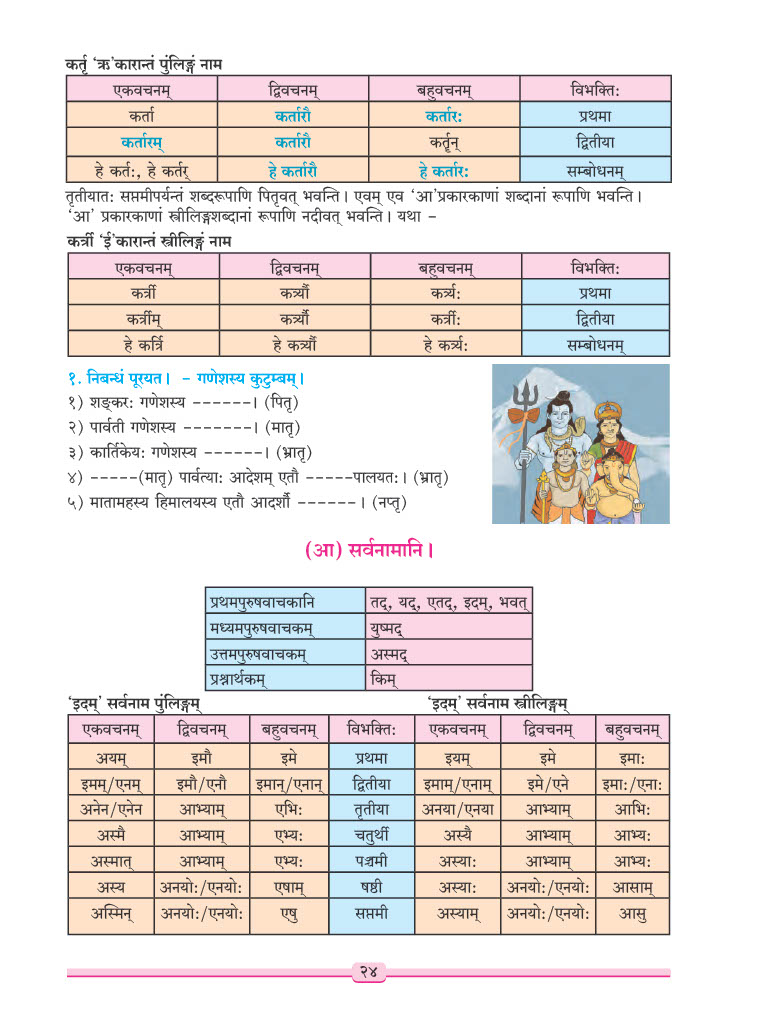 कर्तृ ‘ऋ’कारान्तं पुंलिङ्गं नाम
एकवचनम् द्विवचनम् बहुवचनम् विभक्तिः
कर्ता कर्तारौ कर्तारः प्रथमा
कर्तारम् कर्तारौ कर्तॄन् द्वितीया
हे कर्तः, हे कर्तर् हे कर्तारौ हे कर्तारः सम्बोधनम्
तृतीयातः सप्तमीपर्यन्तं शब्दरूपाणि पितृवत् भवन्ति । एवम् एव ‘आ’प्रकारकाणां शब्दानां रूपाणि भवन्ति ।
‘आ’ प्रकारकाणां स्त्रीलिङ्गशब्दानां रूपाणि नदीवत् भवन्ति । यथा –
कर्त्री ‘ई’कारान्तं स्त्रीलिङ्गं नाम
एकवचनम् द्विवचनम् बहुवचनम् विभक्तिः
कर्त्री कर्त्र्यौ कर्त्र्यः प्रथमा
कर्त्रीम् कर्त्र्यौ कर्त्रीः द्वितीया
हे कर्त्रि हे कर्त्र्यौ हे कर्त्र्यः सम्बोधनम्
१. निबन्धं पूरयत । - गणेशस्य कुटुम्बम् ।
१) शङ्करः गणेशस्य ------ । (पितृ)
२) पार्वती गणेशस्य ------- । (मातृ)
३) कार्तिकेयः गणेशस्य ------ । (भ्रातृ)
४) -----(मातृ) पार्वत्याः आदेशम् एतौ -----पालयतः । (भ्रातृ)
५) मातामहस्य हिमालयस्य एतौ आदर्शौ ------ । (नप्तृ)
(आ) सर्वनामानि ।
प्रथमपुरुषवाचकानि तद्, यद्, एतद्, इदम्, भवत्
मध्यमपुरुषवाचकम् युष्मद्
उत्तमपुरुषवाचकम् अस्मद्
प्रश्नार्थकम् किम्
‘इदम्’ सर्वनाम पुंलिङ्गम् ‘इदम्’ सर्वनाम स्त्रीलिङ्गम्
एकवचनम् द्विवचनम् बहुवचनम् विभक्तिः एकवचनम् द्विवचनम् बहुवचनम्
अयम् इमौ इमे प्रथमा इयम् इमे इमाः
इमम्/एनम् इमौ/एनौ इमान्/एनान् द्वितीया इमाम्/एनाम् इमे/एने इमाः/एनाः
अनेन/एनेन आभ्याम् एभिः तृतीया अनया/एनया आभ्याम् आभिः
अस्मै आभ्याम् एभ्यः चतुर्थी अस्यै आभ्याम् आभ्यः
अस्मात् आभ्याम् एभ्यः पञ्चमी अस्याः आभ्याम् आभ्यः
अस्य अनयोः/एनयोः एषाम् षष्ठी अस्याः अनयोः/एनयोः आसाम्
अस्मिन् अनयोः/एनयोः एषु सप्तमी अस्याम् अनयोः/एनयोः आसु
२४